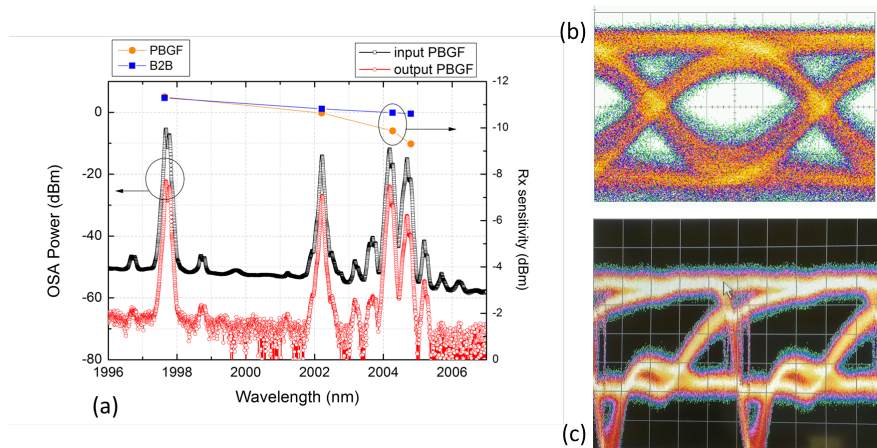 (b)
PBGF
B2B
input PBGF
output PBGF
0
-20
-40
-60
-80
OSA Power (dBm)
-12
-10
-8
-6
-4
-2
0
Rx sensitivity (dBm)
1996 1998 2000 2002 2004 2006
Wavelength (nm)
(a)
(c)